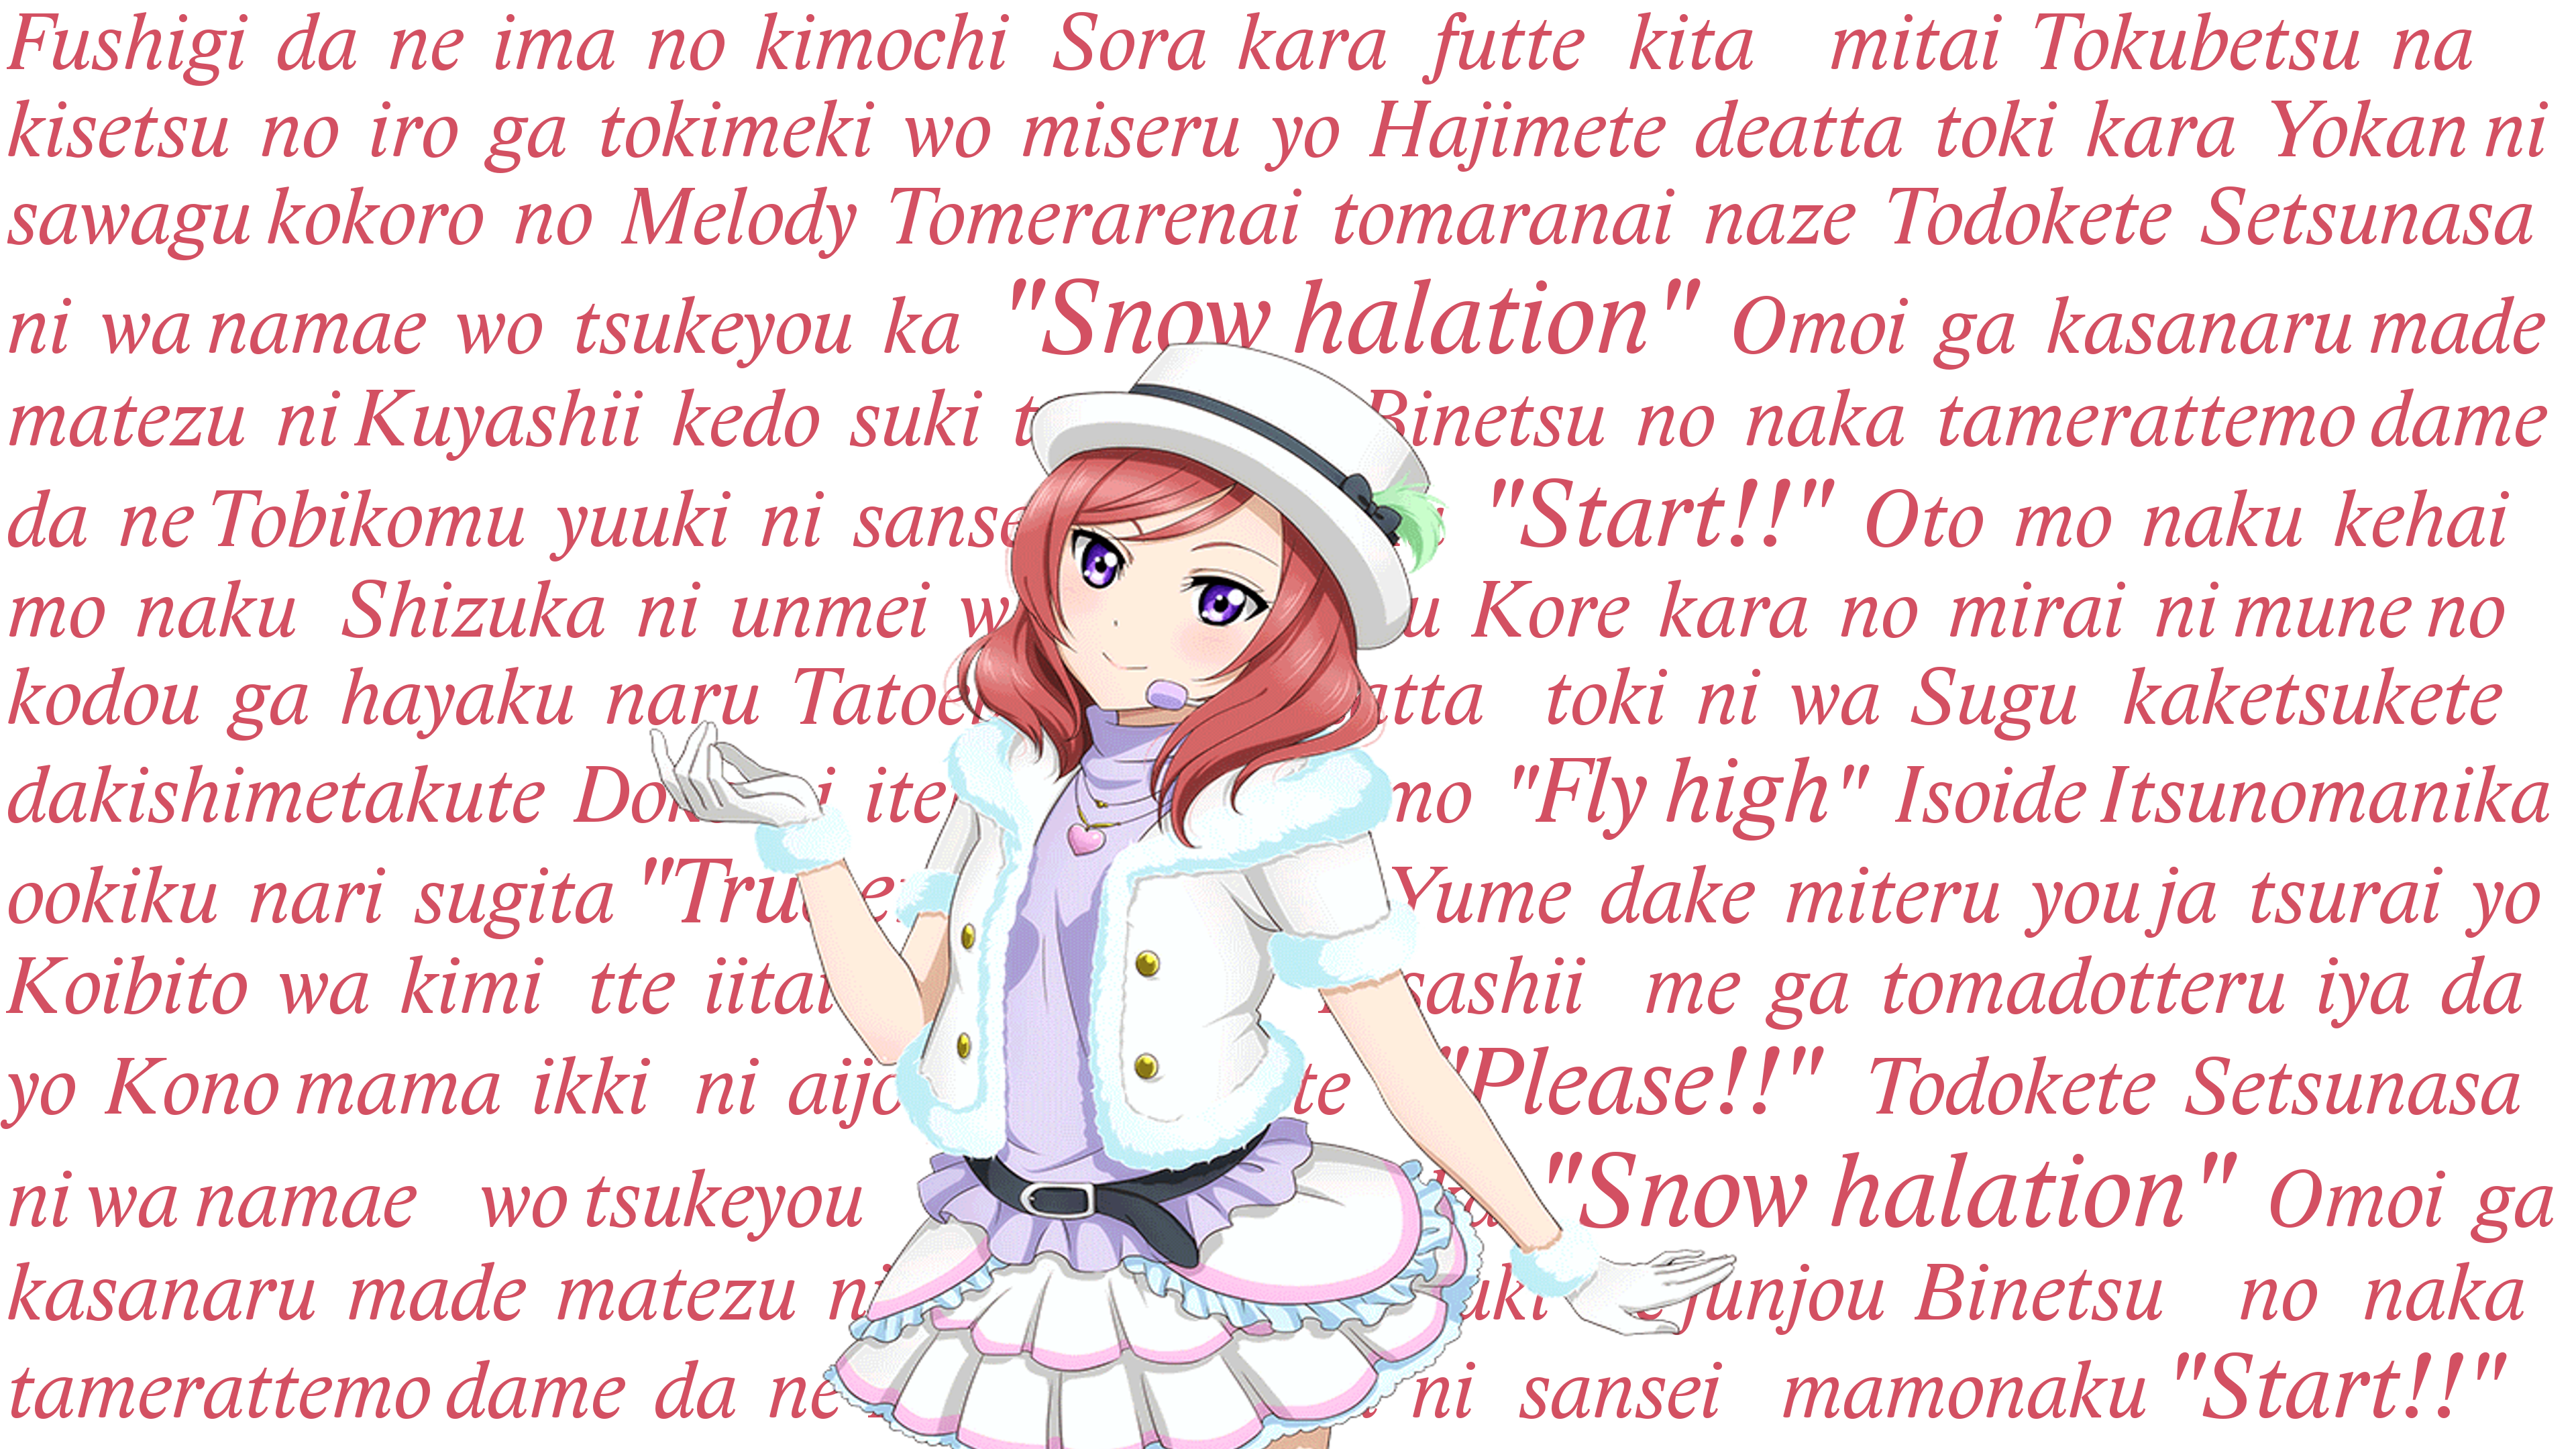 Fushigi da ne ima no kimochi Sora kara futte kita mitai Tokubetsu na
kisetsu no iro ga tokimeki wo miseru yo Hajimete deatta toki kara Yokan ni
sawagu kokoro no Melody Tomerarenai tomaranai naze Todokete Setsunasa
ni wa namae wo tsukeyou ka "Snow halation" Omoi ga kasanaru made
matezu ni Kuyashii kedo suki Binetsu no naka tamerattemo dame
da ne Tobikomu yuuki ni "Start!!" Oto mo naku kehai
mo naku Shizuka ni unmei Kore kara no mirai ni mune no
kodou ga hayaku naru toki ni wa Sugu kaketsukete
dakishimetakute mo "Fly high" Isoide Itsunomanika
ookiku nari sugita Yume dake miteru you ja tsurai yo
Koibito wa kimi tte iitai me ga tomadotteru iya da
yo Kono mama ikki ni "Please!!" Todokete Setsunasa
ni wa namae wo tsukeyou "Snow halation" Omoi ga
kasanaru made matezu junjou Binetsu no naka
tamerattemo dame da ne ni sansei mamonaku "Start!!"